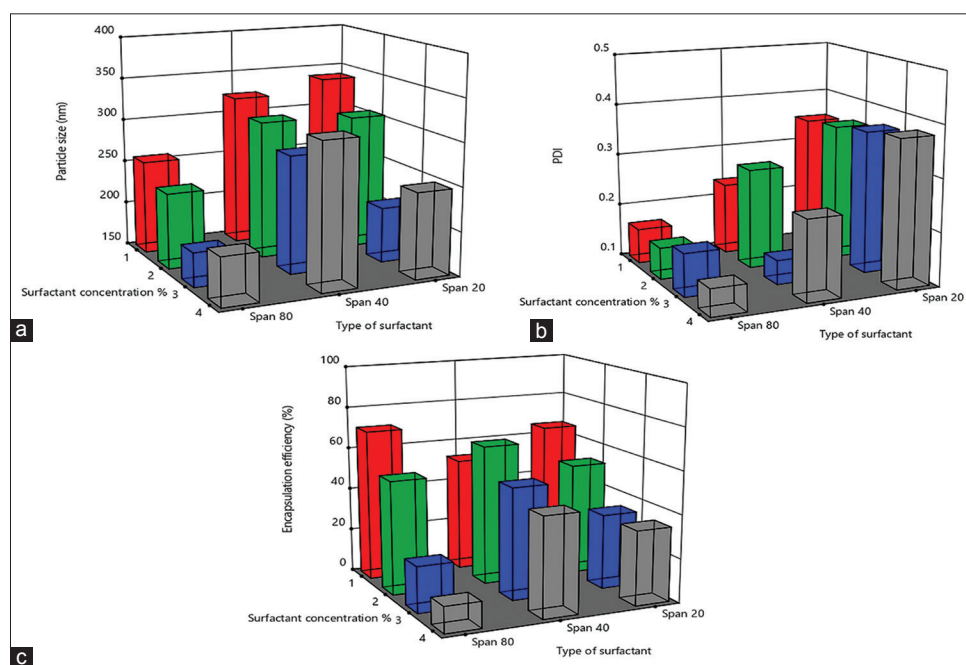 400
350
300
250
200
150
Particle size (nm)
1
2
3
4
Surfactant concentration %
Span 80
Span 40
Span 20
Type of surfactant
a
0.5
0.4
0.3
0.2
0.1
PDI
1
2
3
4
Surfactant concentration %
Span 80
Span 40
Span 20
Type of surfactant
b
100
80
60
40
20
0
Encapsulation efficiency (%)
1
2
3
4
Surfactant concentration %
Span 80
Span 40
Span 20
Type of surfactant
c